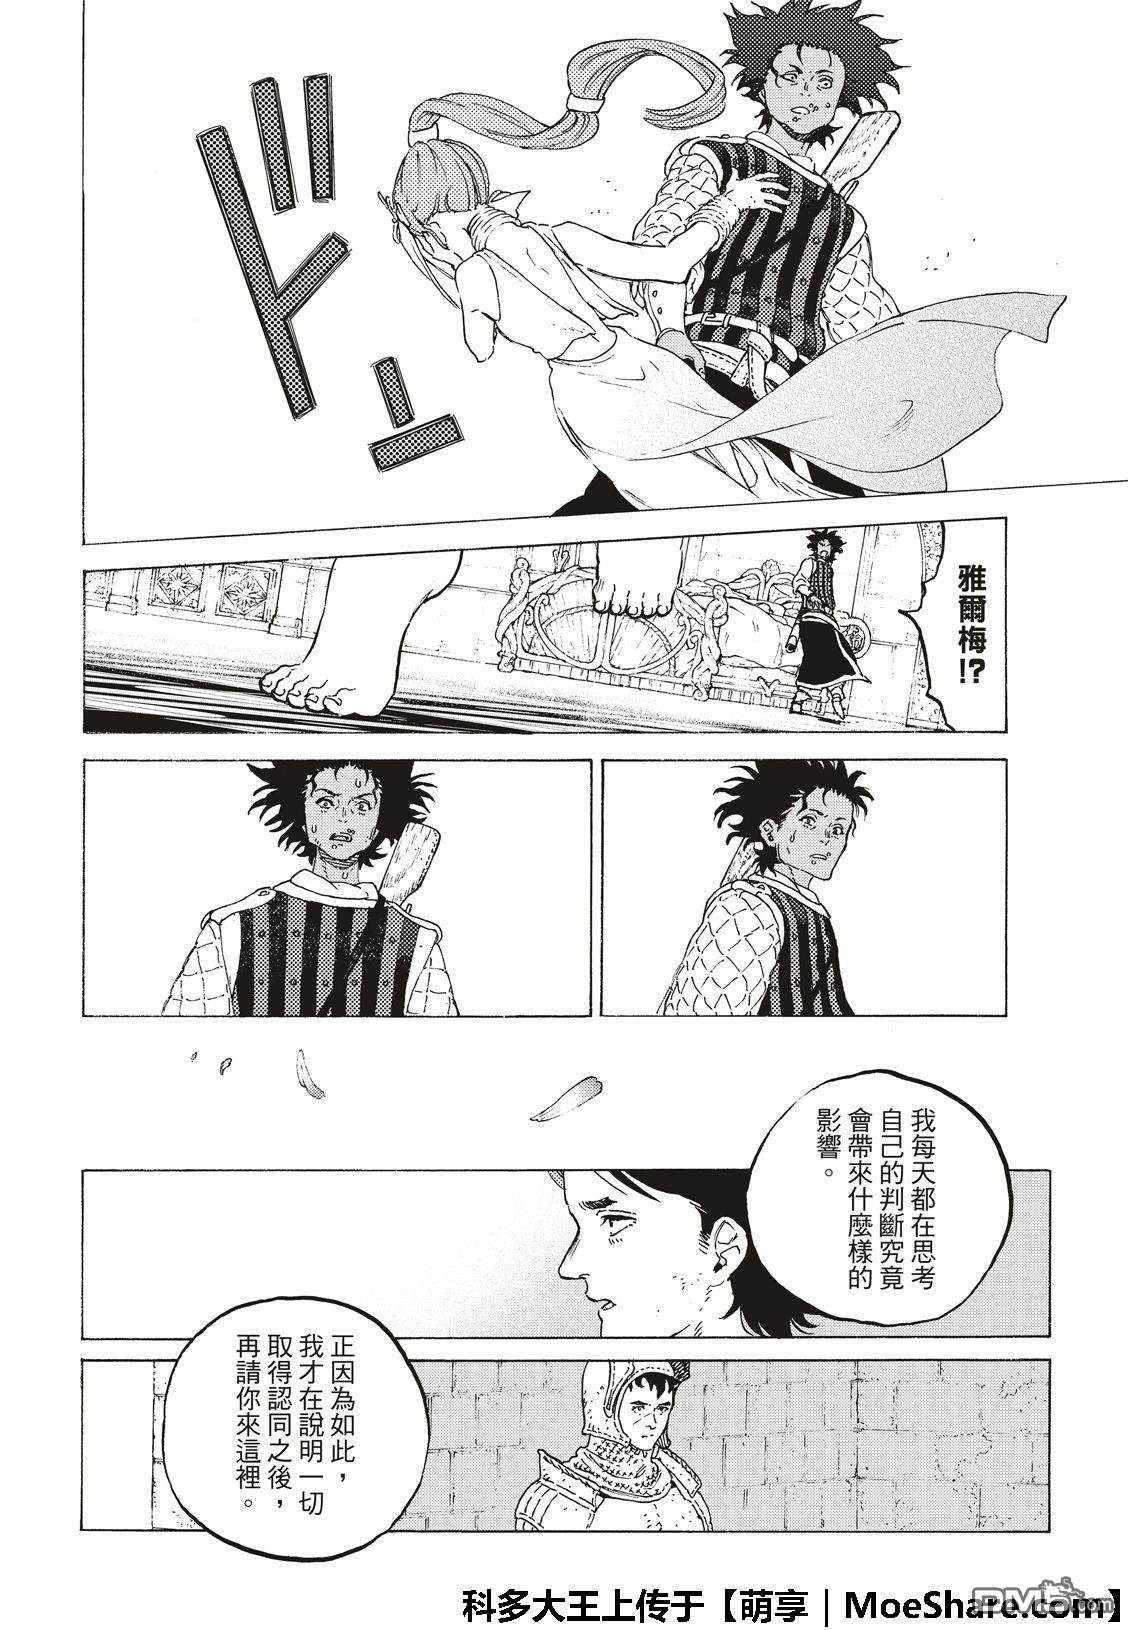 ドドュ
雅爾梅!?
我每天都在思考
自己的判斷究竟
會帶來什麼樣的
影響。
正因為如此，
我才在說明一切
取得認同之後，
再請你來這裡。
科多大王上传于【萌享｜MoeShare.com】